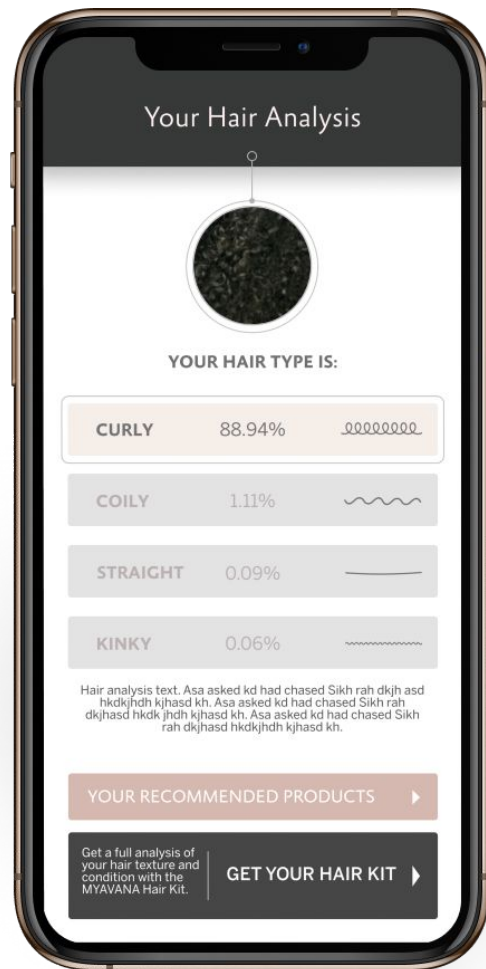 Your Hair Analysis
YOUR HAIR TYPE IS:
CURLY 88.94%
COILY 1.11%
STRAIGHT 0.09%
KINKY 0.06%
Hair analysis text. Asa asked kd had chased Sikh rah dkjh asd
hkdkjhdh kjhasd kh. Asa asked kd had chased Sikh rah
dkjhasd hkdk jhdh kjhasd kh. Asa asked kd had chased Sikh
rah dkjhasd hkdkjhdh kjhasd kh.
YOUR RECOMMENDED PRODUCTS
Get a full analysis of
your hair texture and
condition with the
MYAVANA Hair Kit.
GET YOUR HAIR KIT